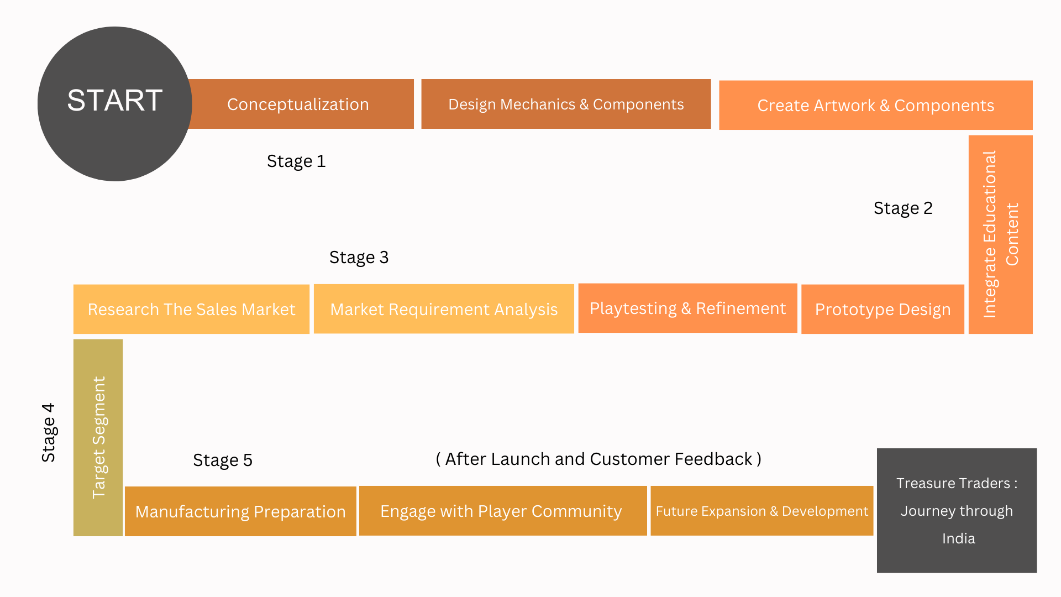 START
Conceptualization
Design Mechanics & Components
Create Artwork & Components
Stage 1
Integrate Educational
Content
Stage 2
Stage 3
Research The Sales Market
Market Requirement Analysis
Playtesting & Refinement
Prototype Design
Stage 4
Target Segment
Stage 5
( After Launch and Customer Feedback )
Manufacturing Preparation
Engage with Player Community
Future Expansion & Development
Treasure Traders :
Journey through
India